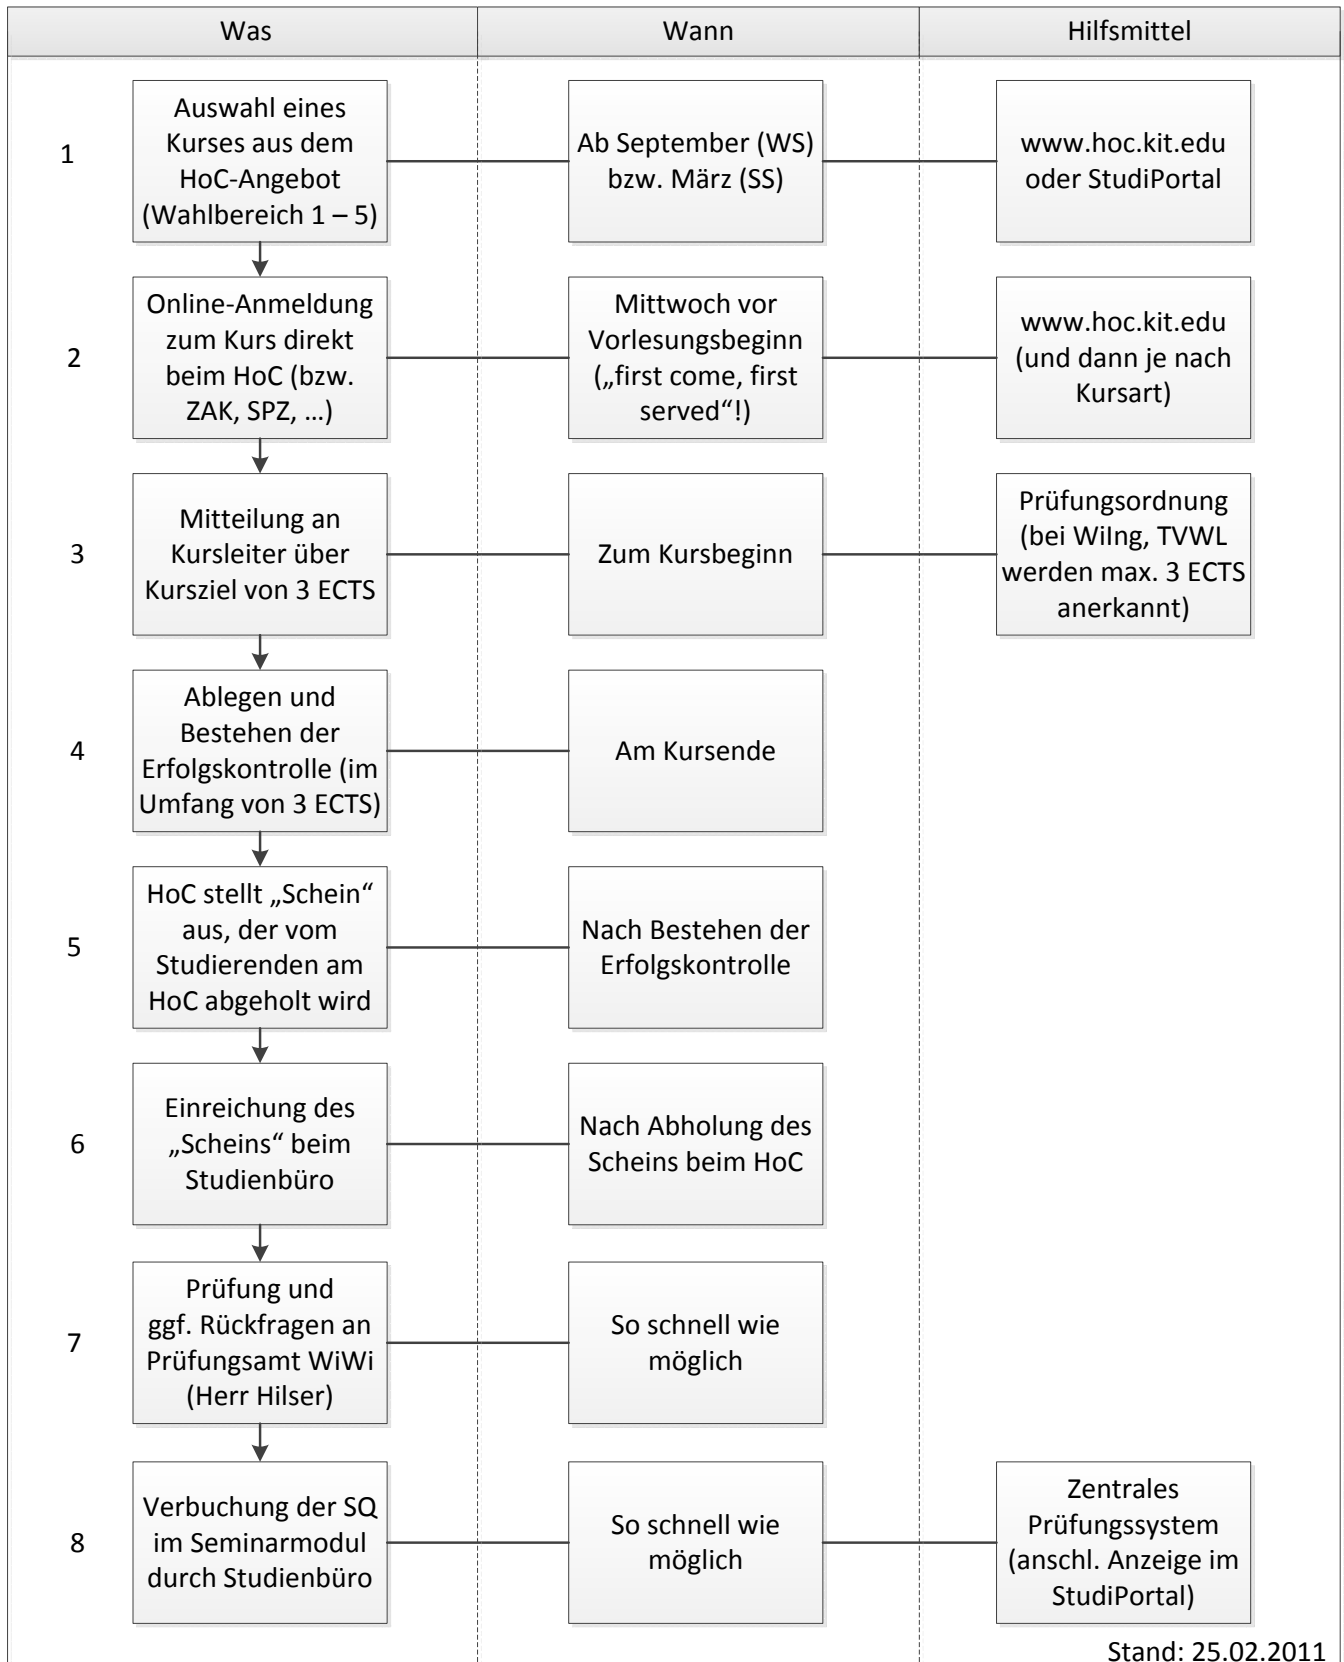 Was
Wann
Hilfsmittel
1
Auswahl eines
Kurses aus dem
HoC-Angebot
(Wahlbereich 1 – 5)
Ab September (WS)
bzw. März (SS)
www.hoc.kit.edu
oder StudiPortal
2
Online-Anmeldung
zum Kurs direkt
beim HoC (bzw.
ZAK, SPZ, …)
Mittwoch vor
Vorlesungsbeginn
(„first come, first
served“!)
www.hoc.kit.edu
(und dann je nach
Kursart)
3
Mitteilung an
Kursleiter über
Kursziel von 3 ECTS
Zum Kursbeginn
Prüfungsordnung
(bei WiIng, TVWL
werden max. 3 ECTS
anerkannt)
4
Ablegen und
Bestehen der
Erfolgskontrolle (im
Umfang von 3 ECTS)
Am Kursende
5
HoC stellt „Schein“
aus, der vom
Studierenden am
HoC abgeholt wird
Nach Bestehen der
Erfolgskontrolle
6
Einreichung des
„Scheins“ beim
Studienbüro
Nach Abholung des
Scheins beim HoC
7
Prüfung und
ggf. Rückfragen an
Prüfungsamt WiWi
(Herr Hilser)
So schnell wie
möglich
8
Verbuchung der SQ
im Seminarmodul
durch Studienbüro
So schnell wie
möglich
Zentrales
Prüfungssystem
(anschl. Anzeige im
StudiPortal)
Stand: 25.02.2011